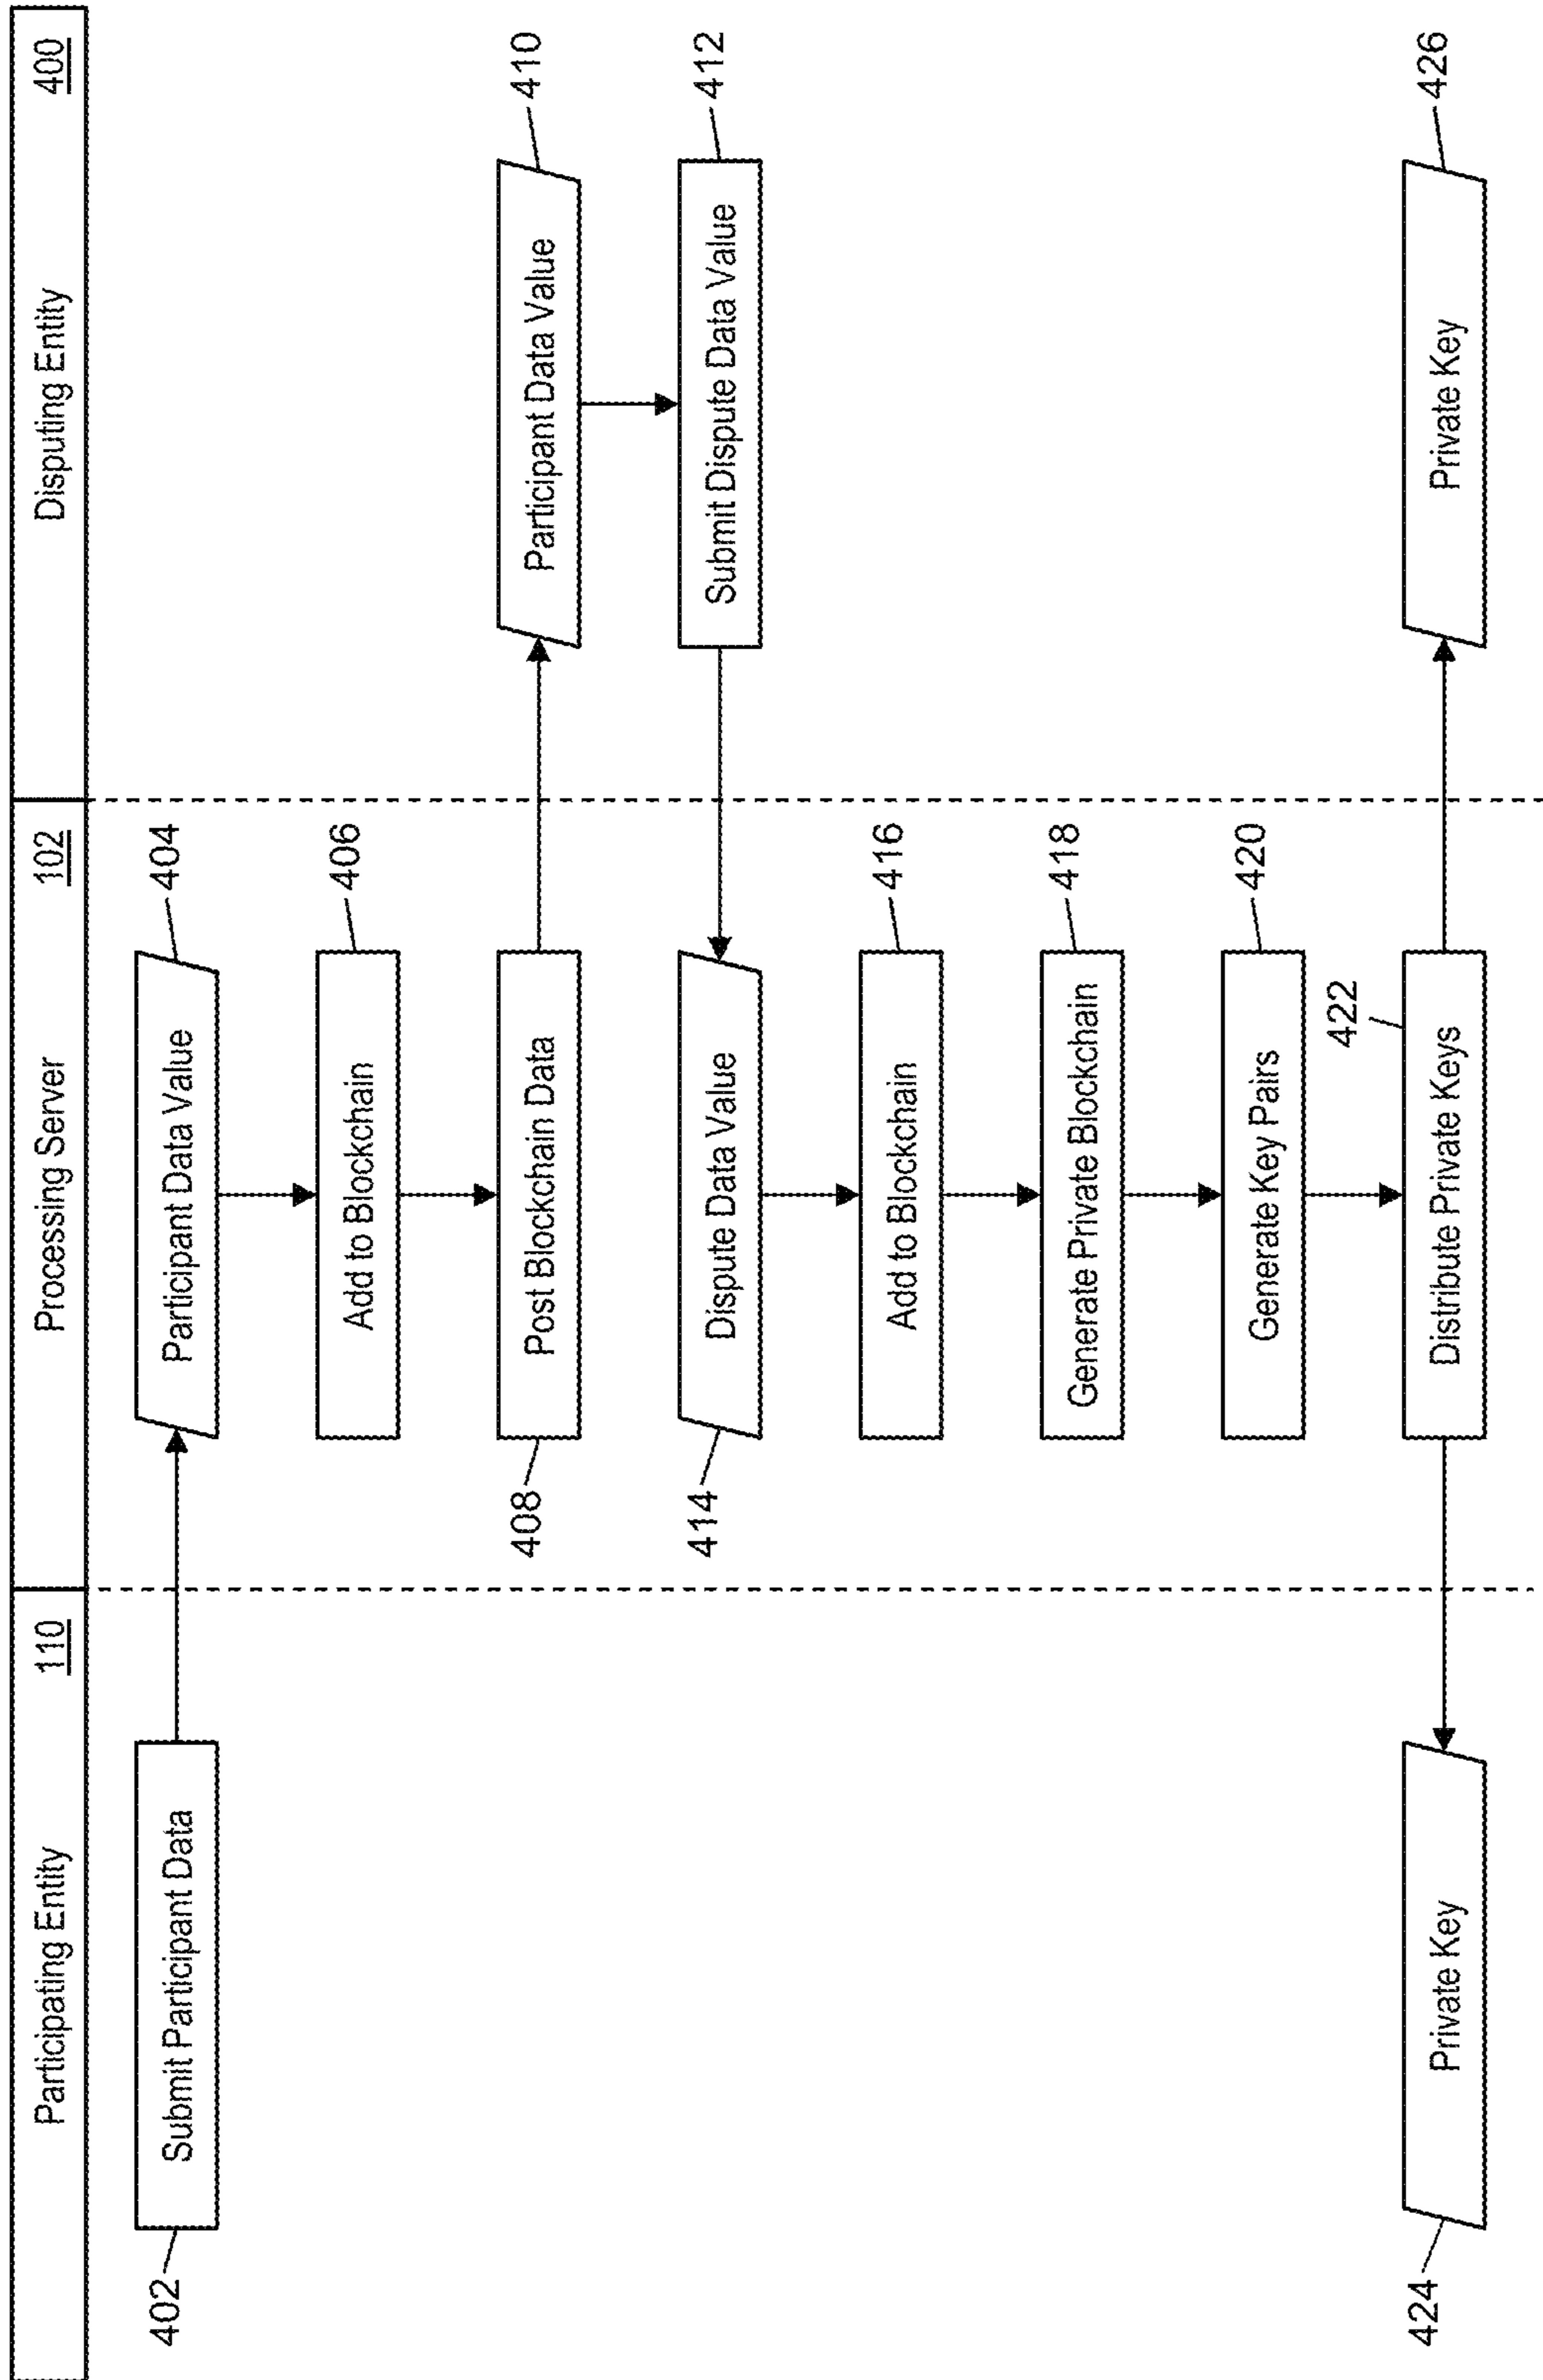 Participating Entity 110
Processing Server 102
Disputing Entity 400
402
Submit Participant Data
Participant Data Value
404
Add to Blockchain
406
408
Post Blockchain Data
Participant Data Value
410
Submit Dispute Data Value
412
414
Dispute Data Value
Add to Blockchain
416
Generate Private Blockchain
418
Generate Key Pairs
420
422
Distribute Private Keys
424
Private Key
Private Key
426